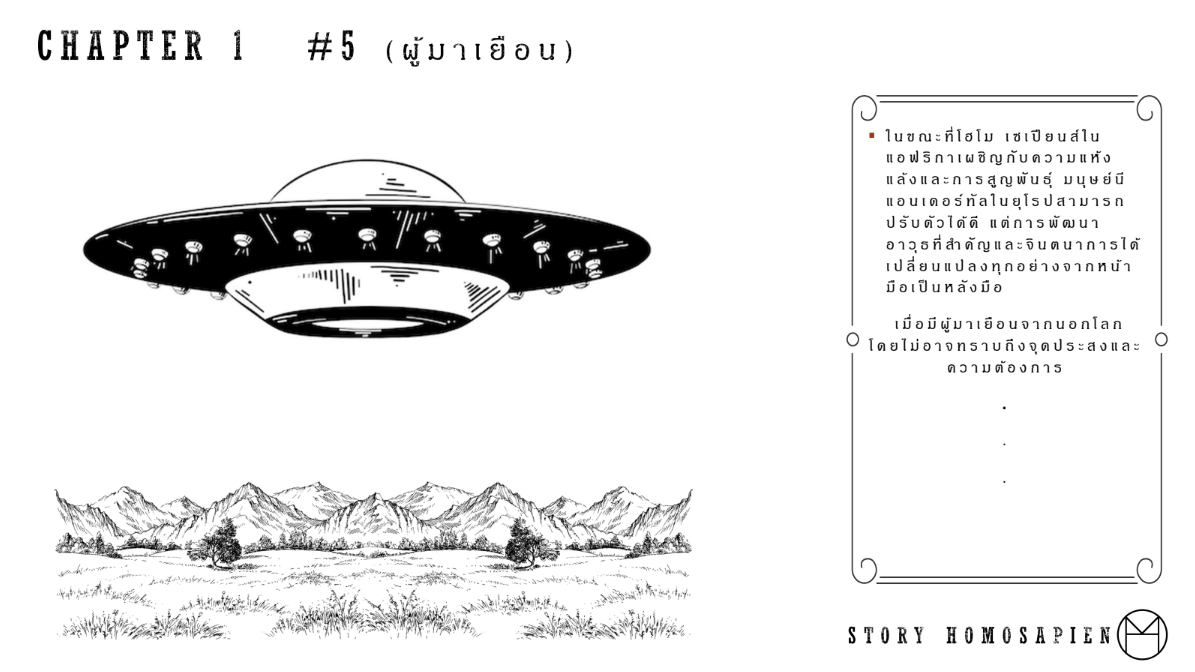 CHAPTER 1 #5 (ผู้มาเยือน)
ในขณะที่โฮโม เซเปียนส์ใน
แอฟริกาเผชิญกับความแห้ง
แล้งและการสูญพันธุ์ มนุษย์นี
แอนเดอร์ทัลในยุโรปสามารถ
ปรับตัวได้ดี แต่การพัฒนา
อาวุธที่สำคัญและจินตนาการได้
เปลี่ยนแปลงทุกอย่างจากหน้า
มือเป็นหลังมือ
เมื่อมีผู้มาเยือนจากนอกโลก
โดยไม่อาจทราบถึงจุดประสงและ
ความต้องการ
.
.
.
STORY HOMOSAPIEN